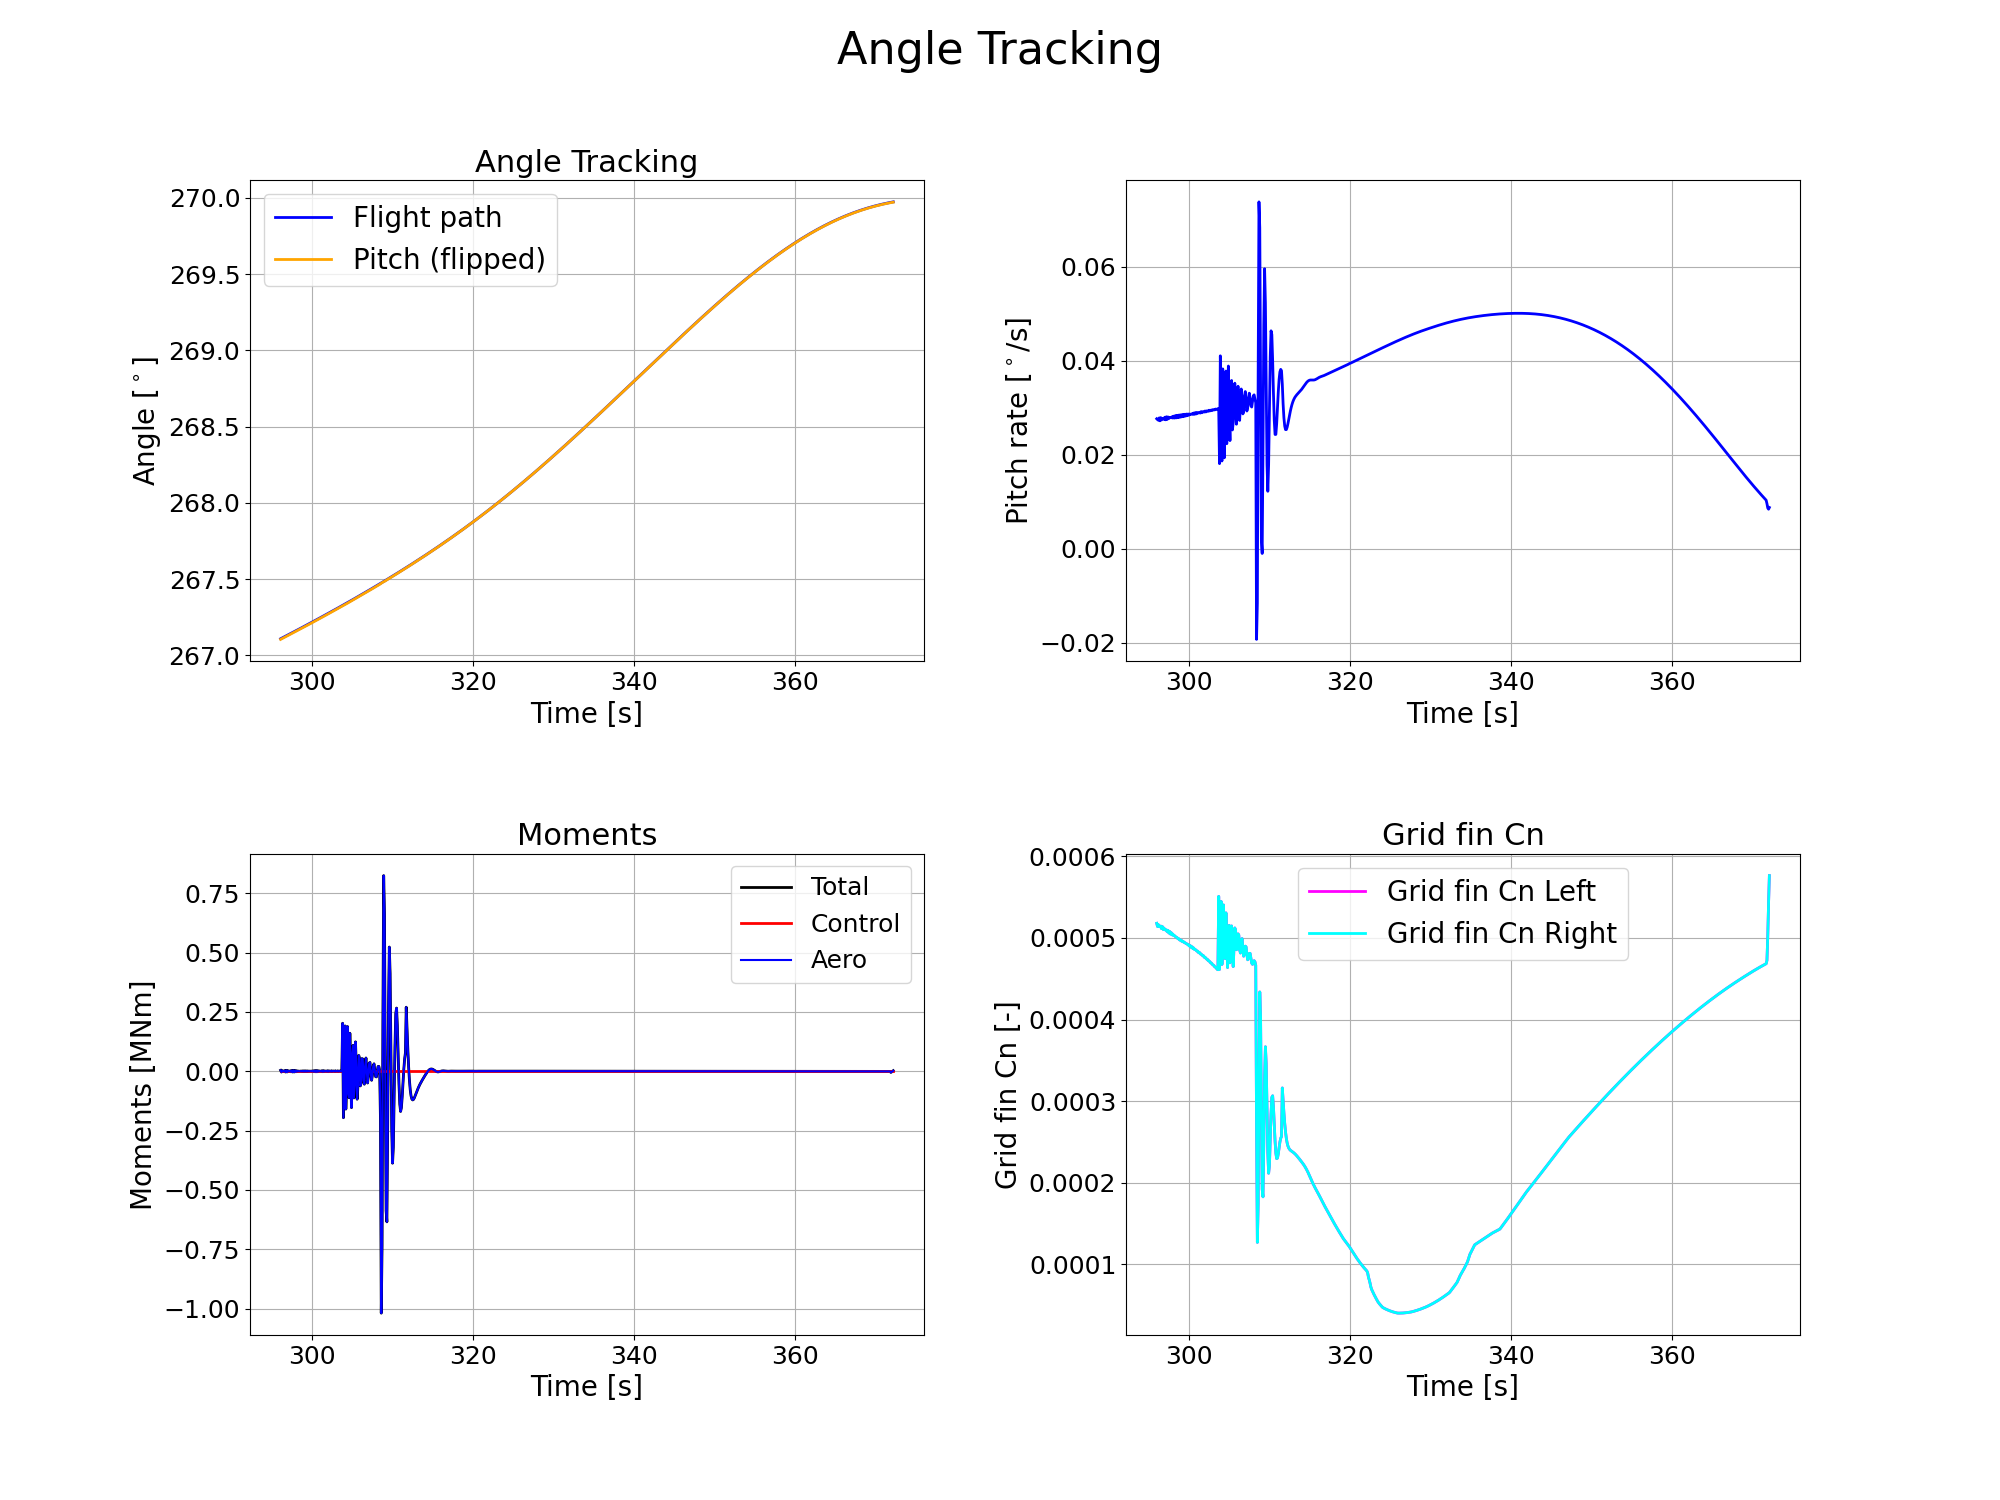 Angle Tracking
Angle Tracking
270.0
269.5
269.0
268.5
268.0
267.5
267.0
Angle [°]
Flight path
Pitch (flipped)
300 320 340 360
Time [s]
0.06
0.04
0.02
0.00
−0.02
Pitch rate [°/s]
300 320 340 360
Time [s]
Moments
0.75
0.50
0.25
0.00
−0.25
−0.50
−0.75
−1.00
Moments [MNm]
Total
Control
Aero
300 320 340 360
Time [s]
Grid fin Cn
0.0006
0.0005
0.0004
0.0003
0.0002
0.0001
Grid fin Cn [-]
Grid fin Cn Left
Grid fin Cn Right
300 320 340 360
Time [s]